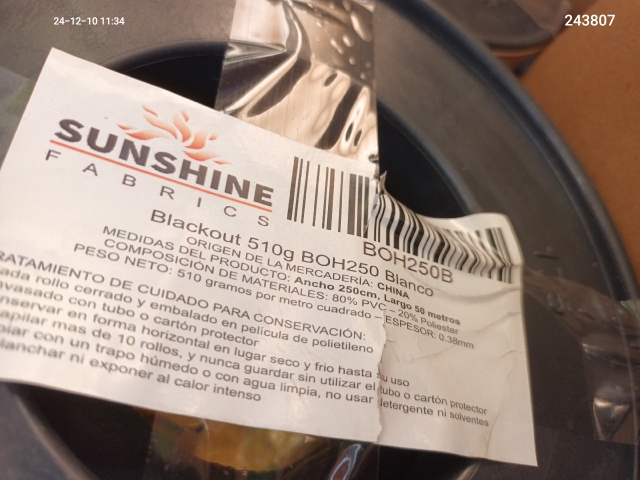 24-12-10 11:34
243807
SUNSHINE
FABRICS
BOH250B
Blackout 510g BOH250 Blanco
ORIGEN DE LA MERCADERÍA: CHINA
MEDIDAS DEL PRODUCTO: Ancho 250cm, Largo 50 metros
COMPOSICIÓN DE MATERIALES: 80% PVC – 20% Poliester
PESO NETO: 510 gramos por metro cuadrado – ESPESOR: 0.38mm
RATAMIENTO DE CUIDADO PARA CONSERVACIÓN:
ada rollo cerrado y embalado en película de polietileno
nvasado con tubo o cartón protector
nservar en forma horizontal en lugar seco y frio hasta su uso
apilar mas de 10 rollos, y nunca guardar sin utilizar el tubo o cartón protector
piar con un trapo húmedo o con agua limpia, no usar detergente ni solventes
lanchar ni exponer al calor intenso